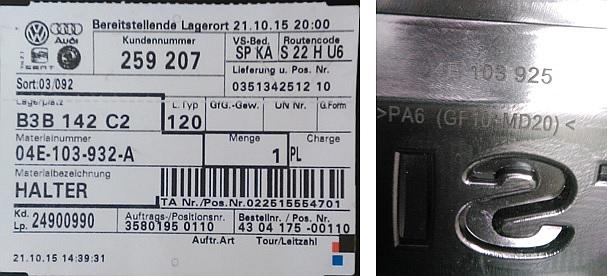 Bereitstellende Lagerort 21.10.15 20:00
Audi
SEAT
Kundennummer
259 207
VS-Bed.
SP KA
Routencode
S 22 H U6
Lieferung u. Pos. Nr.
0351342512 10
Sort:03/092
Lagerplatz
B3B 142 C2
L.Typ
120
GfG.-Gew.
UN Nr.
G.Form
Materialnummer
04E-103-932-A
Menge
1 PL
Charge
Materialbezeichnung
HALTER
TA Nr./Pos.Nr.022515554701
Kd.
Lp. 24900990
Auftrags-/Positionsnr.
3580195 0110
Bestellnr. / Pos. Nr.
43 04 175 -00110
Auftr.Art
Tour/Leitzahl
21.10.15 14:39:31
103 925
>PA6 (GF10-MD20)<